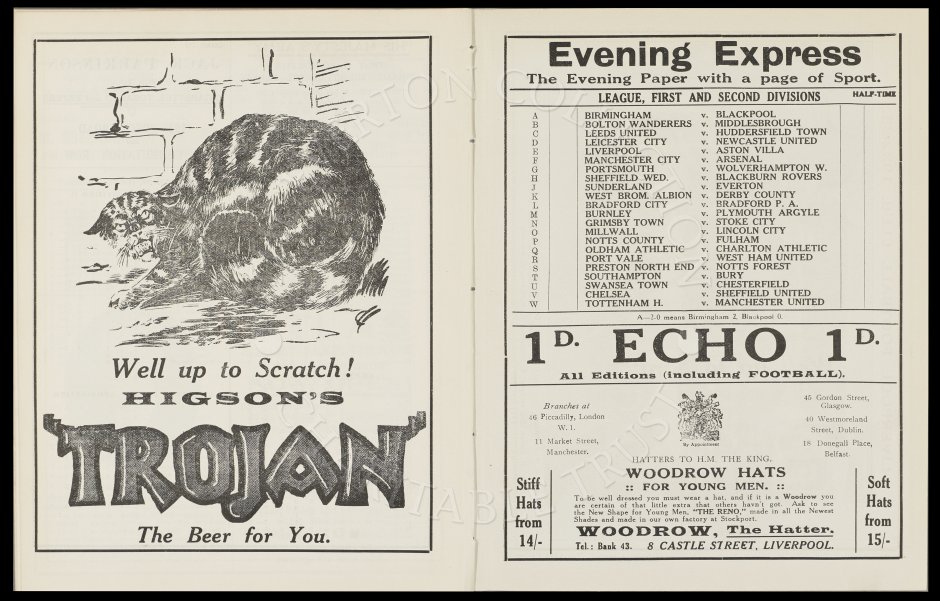 Well up to Scratch!
HIGSON'S
"TROJAN"
The Beer for You.
Evening Express
The Evening Paper with a page of Sport.
LEAGUE, FIRST AND SECOND DIVISIONS HALF-TIME
A BIRMINGHAM v. BLACKPOOL
B BOLTON WANDERERS v. MIDDLESBROUGH
C LEEDS UNITED v. HUDDERSFIELD TOWN
D LEICESTER CITY v. NEWCASTLE UNITED
E LIVERPOOL v. ASTON VILLA
F MANCHESTER CITY v. ARSENAL
G PORTSMOUTH v. WOLVERHAMPTON W.
H SHEFFIELD WED. v. BLACKBURN ROVERS
J SUNDERLAND v. EVERTON
K WEST BROM. ALBION v. DERBY COUNTY
L BRADFORD CITY v. BRADFORD P. A.
M BURNLEY v. PLYMOUTH ARGYLE
N GRIMSBY TOWN v. STOKE CITY
O MILLWALL v. LINCOLN CITY
P NOTTS COUNTY v. FULHAM
Q OLDHAM ATHLETIC v. CHARLTON ATHLETIC
R PORT VALE v. WEST HAM UNITED
S PRESTON NORTH END v. NOTTS FOREST
T SOUTHAMPTON v. BURY
U SWANSEA TOWN v. CHESTERFIELD
V CHELSEA v. SHEFFIELD UNITED
W TOTTENHAM H. v. MANCHESTER UNITED
A—2-0 means Birmingham 2, Blackpool 0.
1D. ECHO 1D.
All Editions (including FOOTBALL).
Branches at
46 Piccadilly, London
W. 1.
11 Market Street,
Manchester.
By Appointment
45 Gordon Street,
Glasgow.
40 Westmoreland
Street, Dublin.
18 Donegall Place,
Belfast.
HATTERS TO H.M. THE KING.
WOODROW HATS
:: FOR YOUNG MEN. ::
Stiff
Hats
from
14/-
To be well dressed you must wear a hat, and if it is a Woodrow you
are certain of that little extra that others havn't got. Ask to see
the New Shape for Young Men, "THE RENO," made in all the Newest
Shades and made in our own factory at Stockport.
WOODROW, The Hatter.
Tel.: Bank 43. 8 CASTLE STREET, LIVERPOOL.
Soft
Hats
from
15/-